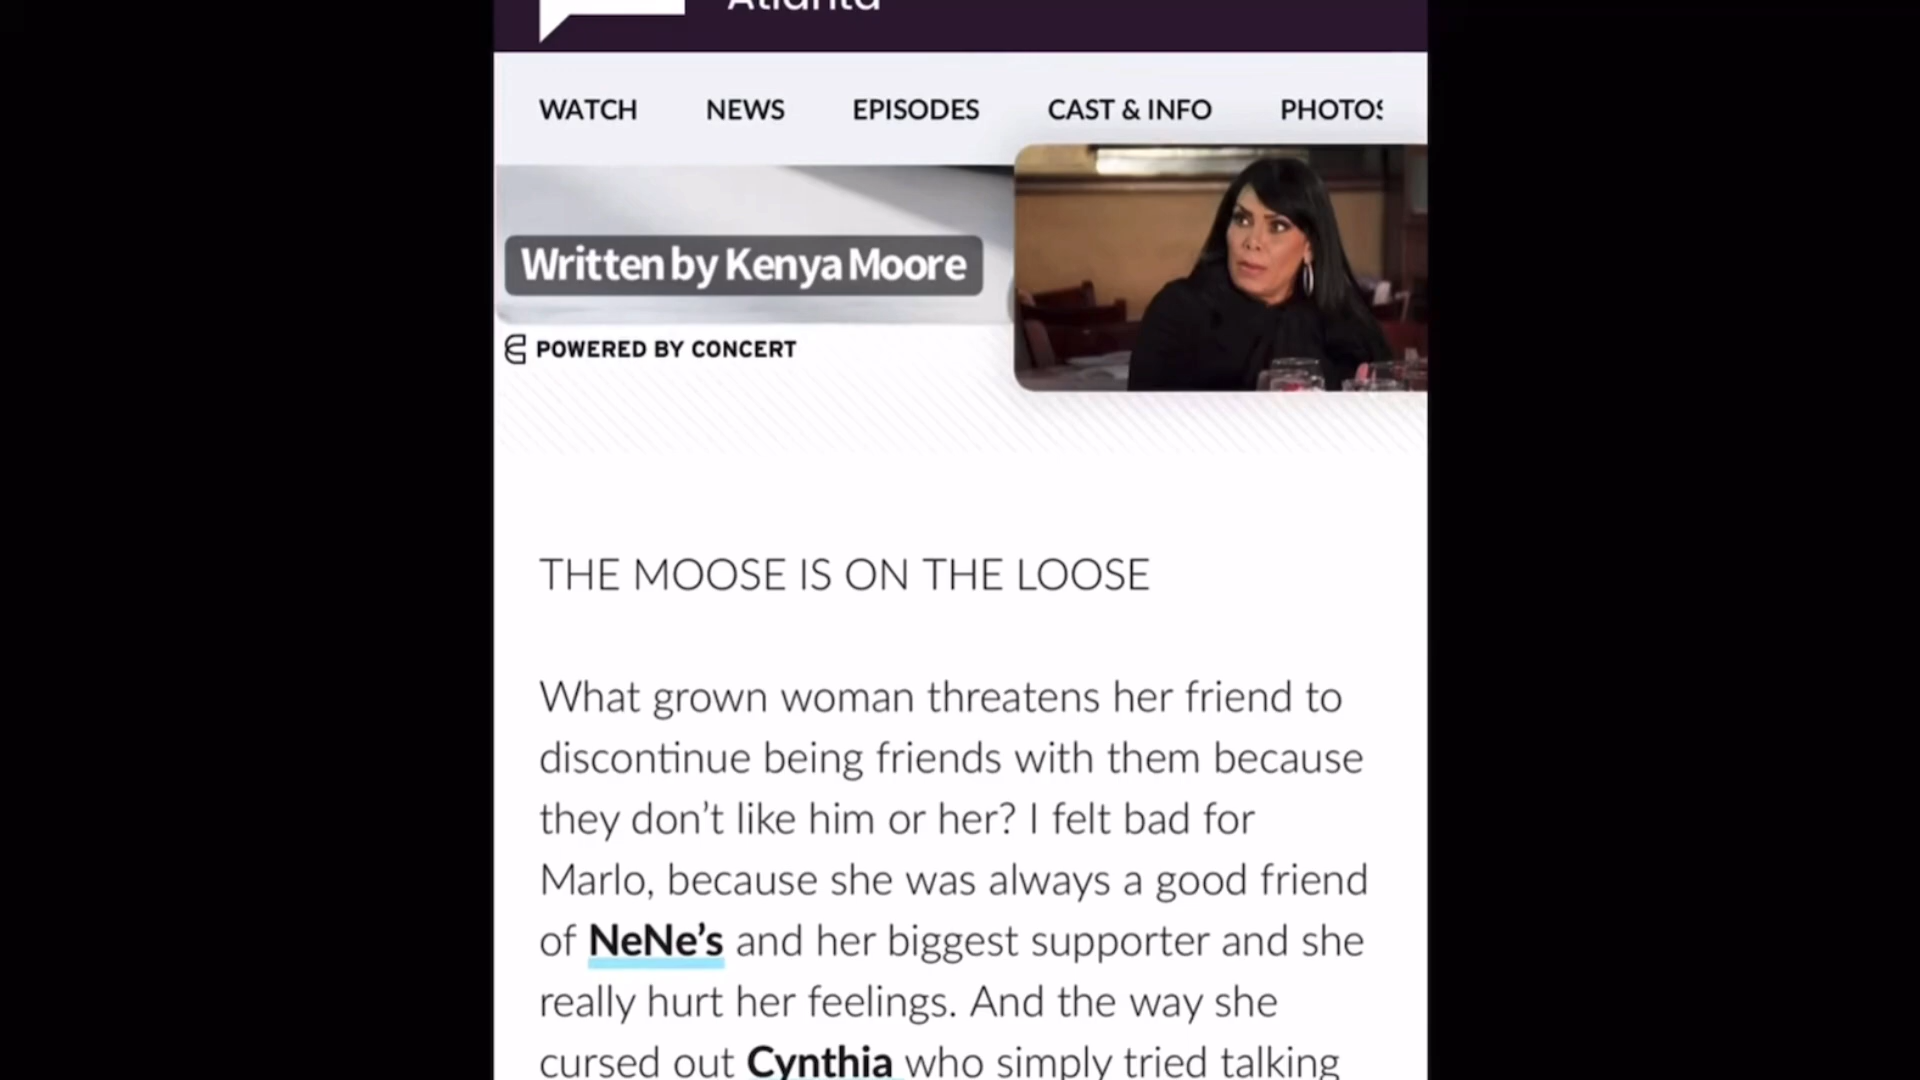 Atlanta
WATCH NEWS EPISODES CAST & INFO PHOTOS
Written by Kenya Moore
POWERED BY CONCERT
THE MOOSE IS ON THE LOOSE
What grown woman threatens her friend to
discontinue being friends with them because
they don’t like him or her? I felt bad for
Marlo, because she was always a good friend
of NeNe’s and her biggest supporter and she
really hurt her feelings. And the way she
cursed out Cynthia who simply tried talking